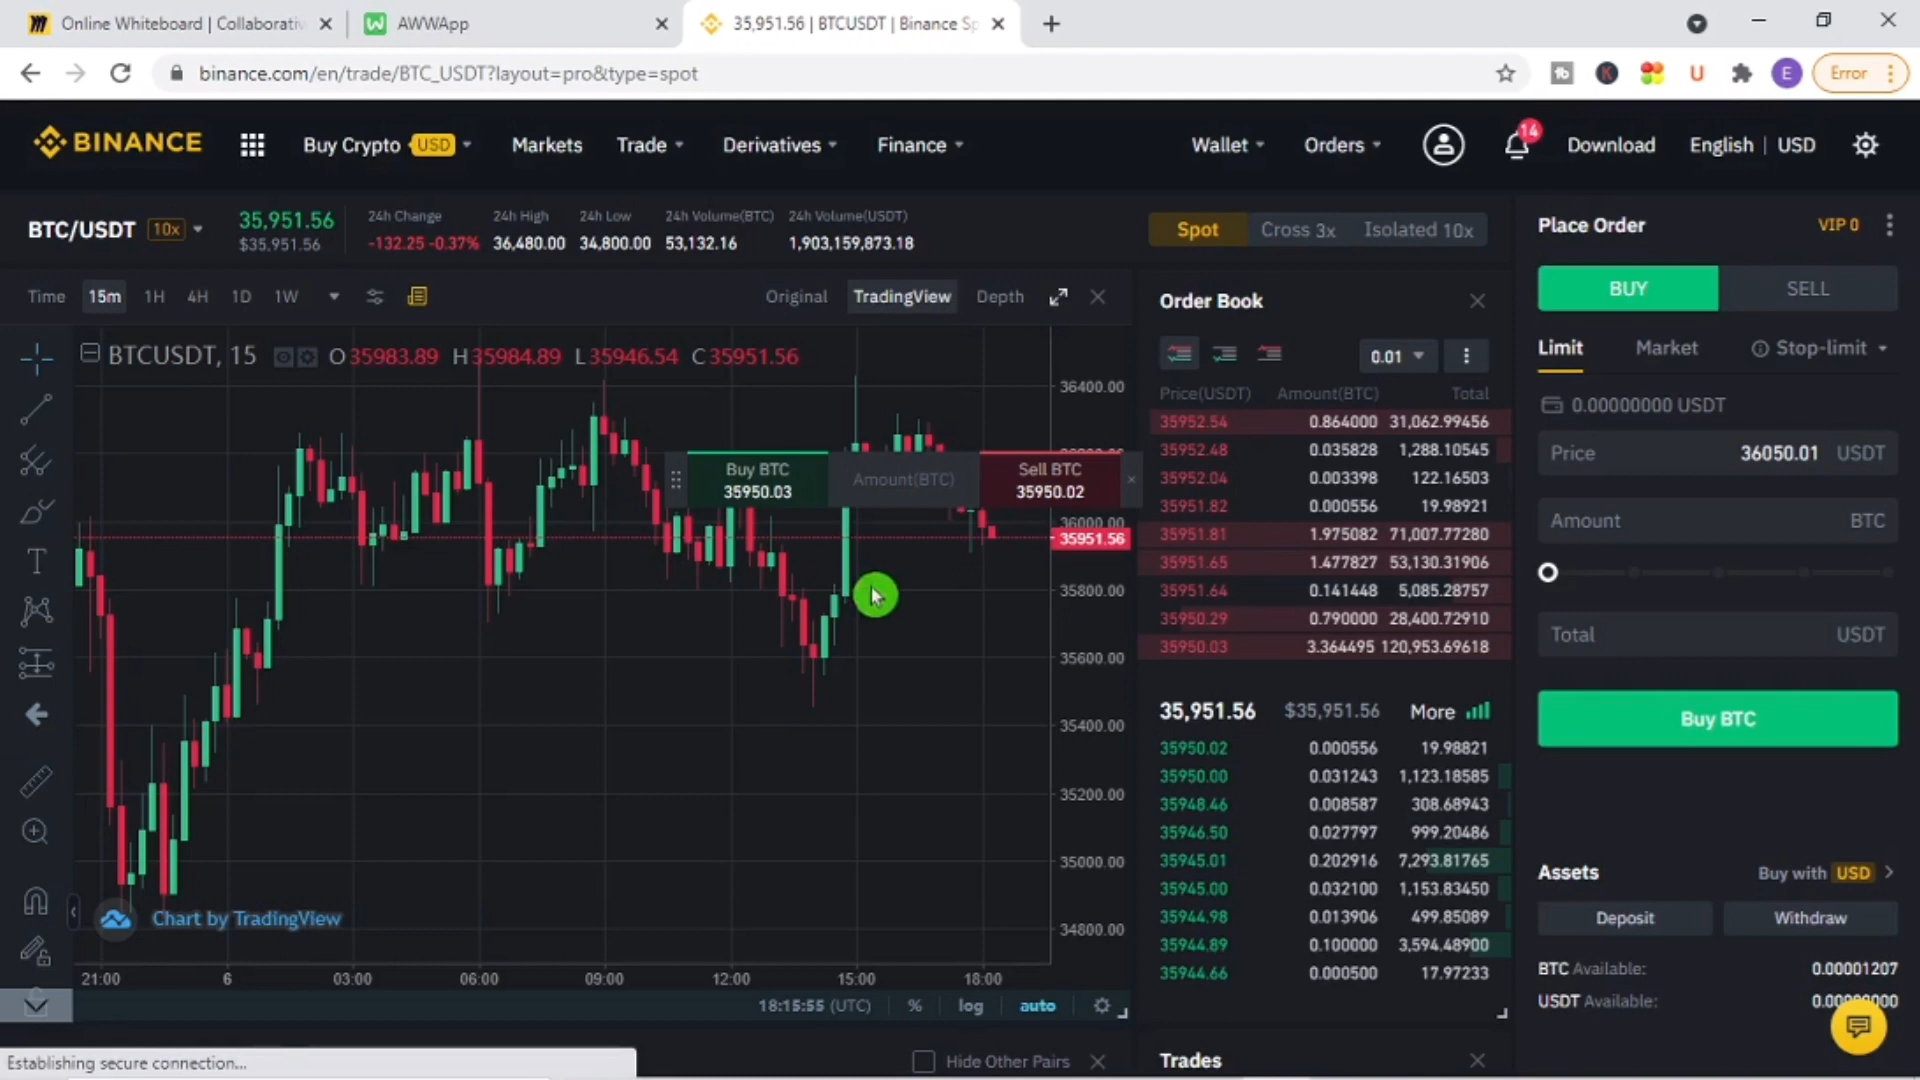 Online Whiteboard | Collaborativ
AWWApp
35,951.56 | BTCUSDT | Binance Sp
binance.com/en/trade/BTC_USDT?layout=pro&type=spot
E
Error
BINANCE
Buy Crypto USD
Markets
Trade
Derivatives
Finance
Wallet
Orders
14
Download
English | USD
BTC/USDT 10x
35,951.56
$35,951.56
24h Change
-132.25 -0.37%
24h High
36,480.00
24h Low
34,800.00
24h Volume(BTC)
53,132.16
24h Volume(USDT)
1,903,159,873.18
Spot
Cross 3x
Isolated 10x
Time 15m 1H 4H 1D 1W
Original TradingView Depth
BTCUSDT, 15 O35983.89 H35984.89 L35946.54 C35951.56
Buy BTC
35950.03
Amount(BTC)
Sell BTC
35950.02
36400.00
36000.00
35951.56
35800.00
35600.00
35400.00
35200.00
35000.00
34800.00
Chart by TradingView
21:00 6 03:00 06:00 09:00 12:00 15:00 18:00
18:15:55 (UTC) % log auto
Order Book
0.01
Price(USDT) Amount(BTC) Total
35952.54 0.864000 31,062.99456
35952.48 0.035828 1,288.10545
35952.04 0.003398 122.16503
35951.82 0.000556 19.98921
35951.81 1.975082 71,007.77280
35951.65 1.477827 53,130.31906
35951.64 0.141448 5,085.28757
35950.29 0.790000 28,400.72910
35950.03 3.364495 120,953.69618
35,951.56 $35,951.56 More
35950.02 0.000556 19.98821
35950.00 0.031243 1,123.18585
35948.46 0.008587 308.68943
35946.50 0.027797 999.20486
35945.01 0.202916 7,293.81765
35945.00 0.032100 1,153.83450
35944.98 0.013906 499.85089
35944.89 0.100000 3,594.48900
35944.66 0.000500 17.97233
Trades
Place Order
VIP 0
BUY
SELL
Limit
Market
Stop-limit
0.00000000 USDT
Price 36050.01 USDT
Amount BTC
Total USDT
Buy BTC
Assets
Buy with USD
Deposit
Withdraw
BTC Available: 0.00001207
USDT Available:
Establishing secure connection...
Hide Other Pairs